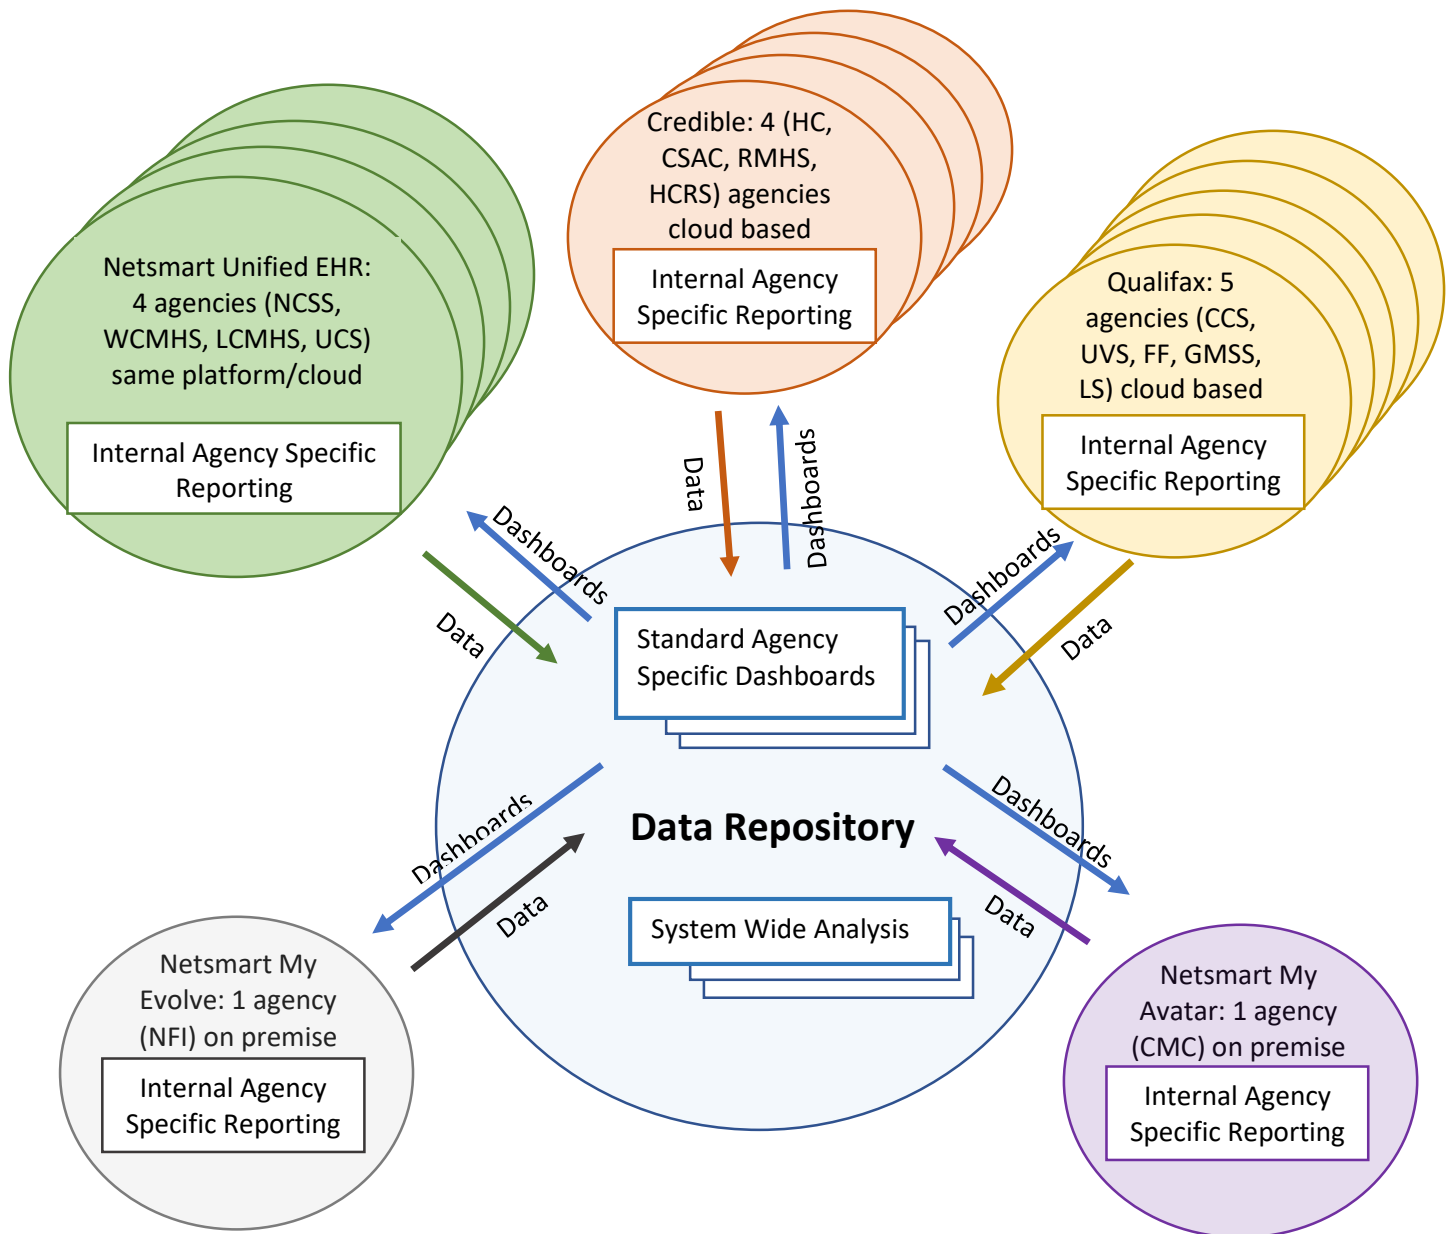 Credible: 4 (HC,
CSAC, RMHS,
HCRS) agencies
cloud based
Internal Agency
Specific Reporting
Netsmart Unified EHR:
4 agencies (NCSS,
WCMHS, LCMHS, UCS)
same platform/cloud
Internal Agency Specific
Reporting
Qualifax: 5
agencies (CCS,
UVS, FF, GMSS,
LS) cloud based
Internal Agency
Specific Reporting
Data
Dashboards
Dashboards
Data
Dashboards
Data
Standard Agency
Specific Dashboards
Dashboards
Data
Data Repository
Dashboards
Data
System Wide Analysis
Netsmart My
Evolve: 1 agency
(NFI) on premise
Internal Agency
Specific Reporting
Netsmart My
Avatar: 1 agency
(CMC) on premise
Internal Agency
Specific Reporting